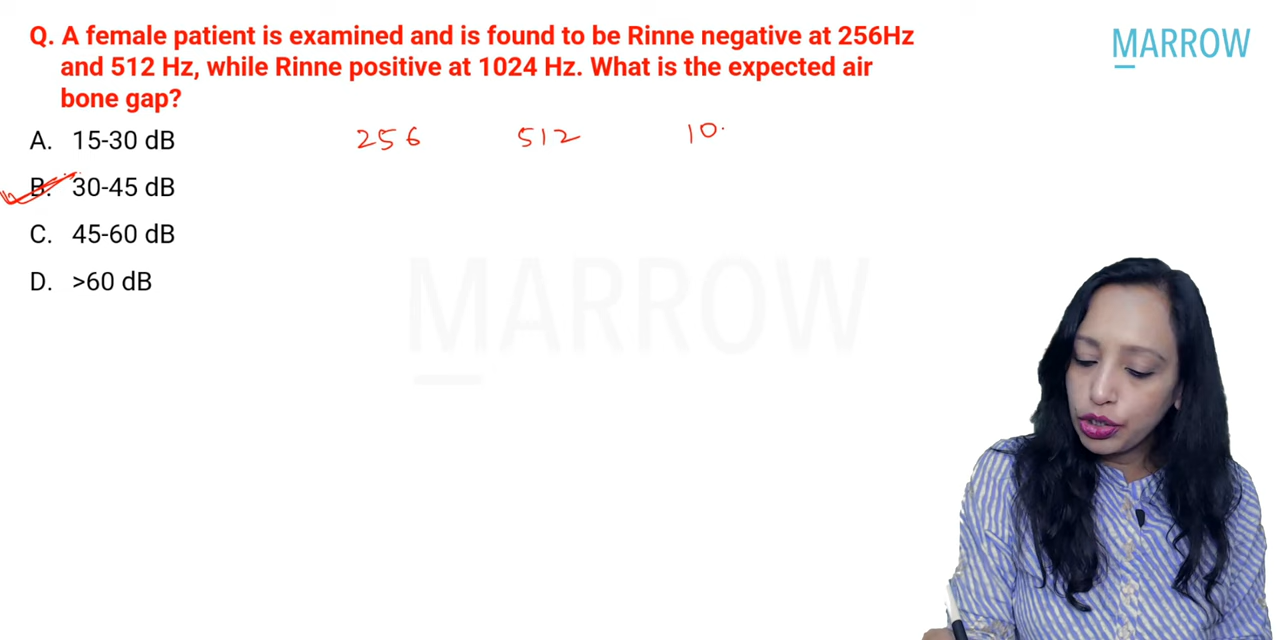 Q. A female patient is examined and is found to be Rinne negative at 256Hz
and 512 Hz, while Rinne positive at 1024 Hz. What is the expected air
bone gap?
MARROW
A. 15-30 dB
256 512 10
B. 30-45 dB
C. 45-60 dB
D. >60 dB
MARROW